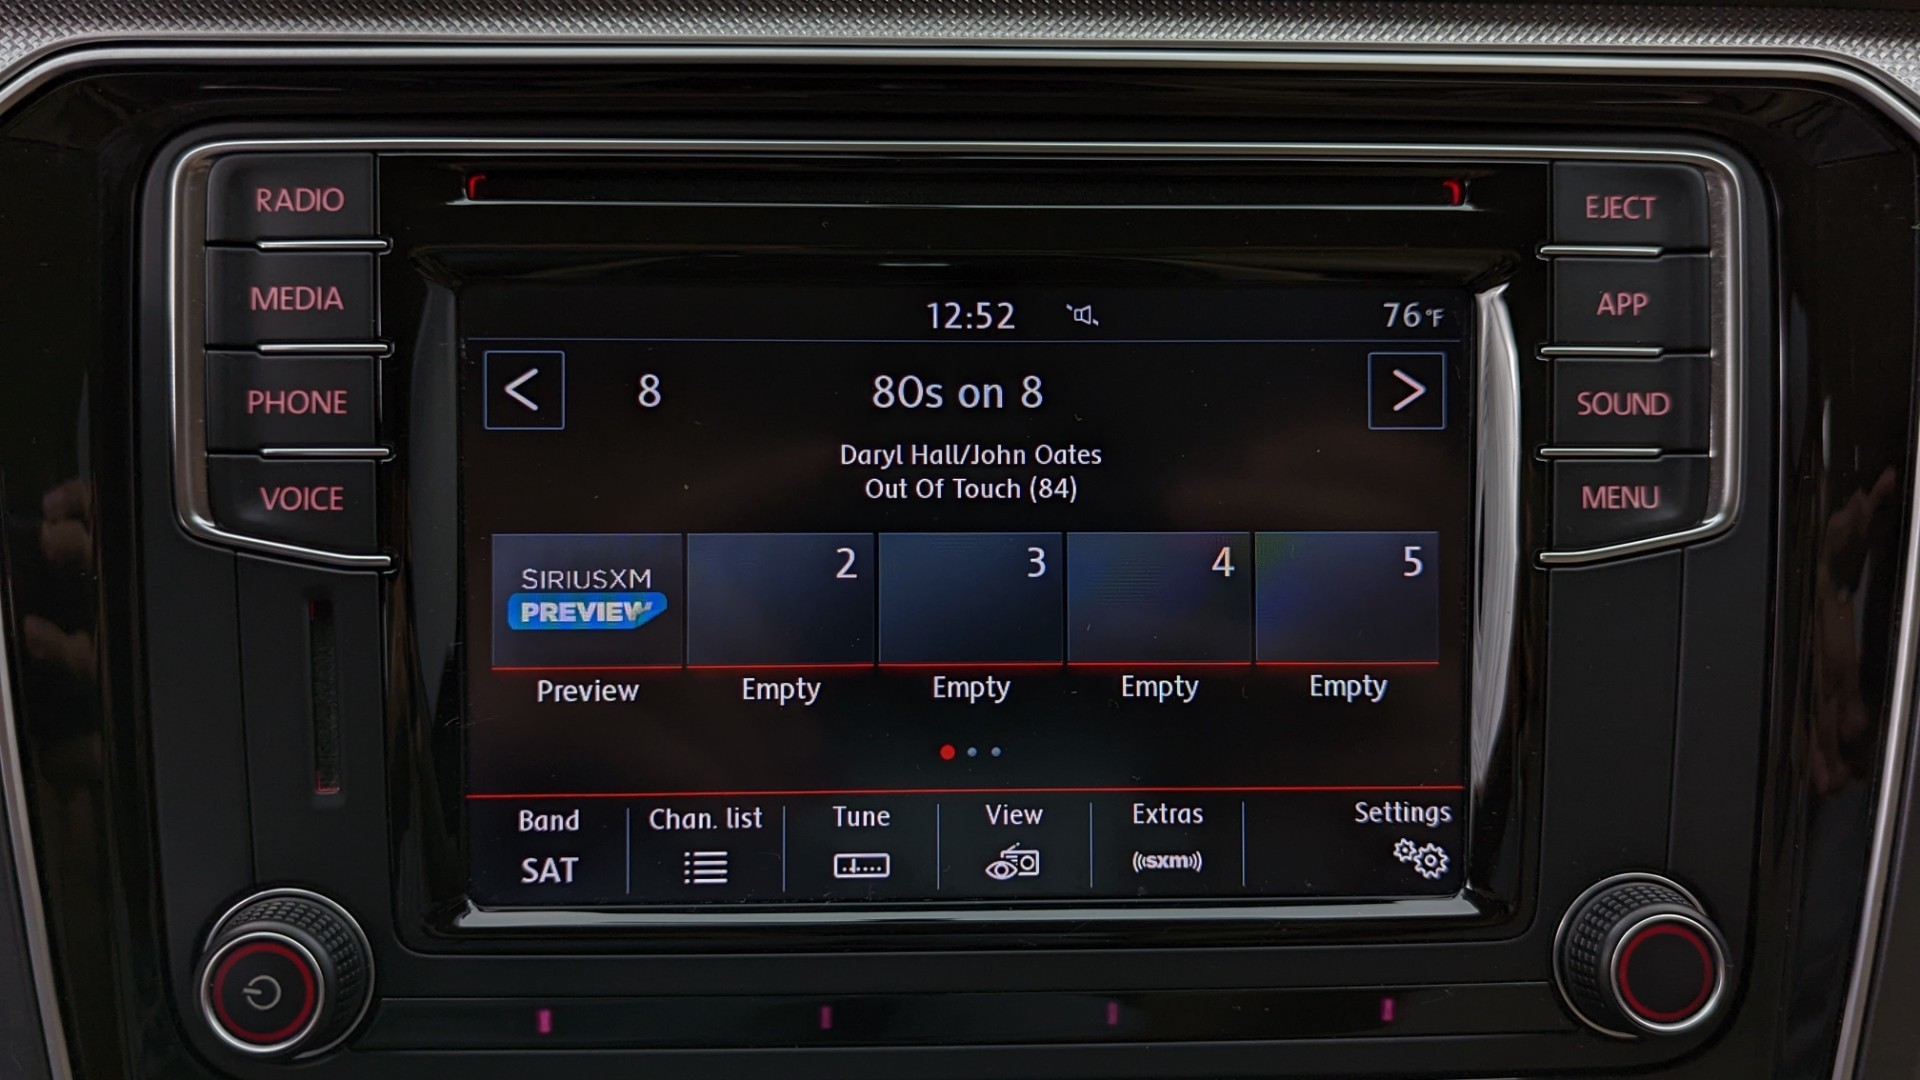 RADIO
MEDIA
PHONE
VOICE
EJECT
APP
SOUND
MENU
12:52 76°F
< 8 80s on 8 >
Daryl Hall/John Oates
Out Of Touch (84)
SIRIUSXM
PREVIEW
2 3 4 5
Preview Empty Empty Empty Empty
Band Chan. list Tune View Extras Settings
SAT ((sxm))